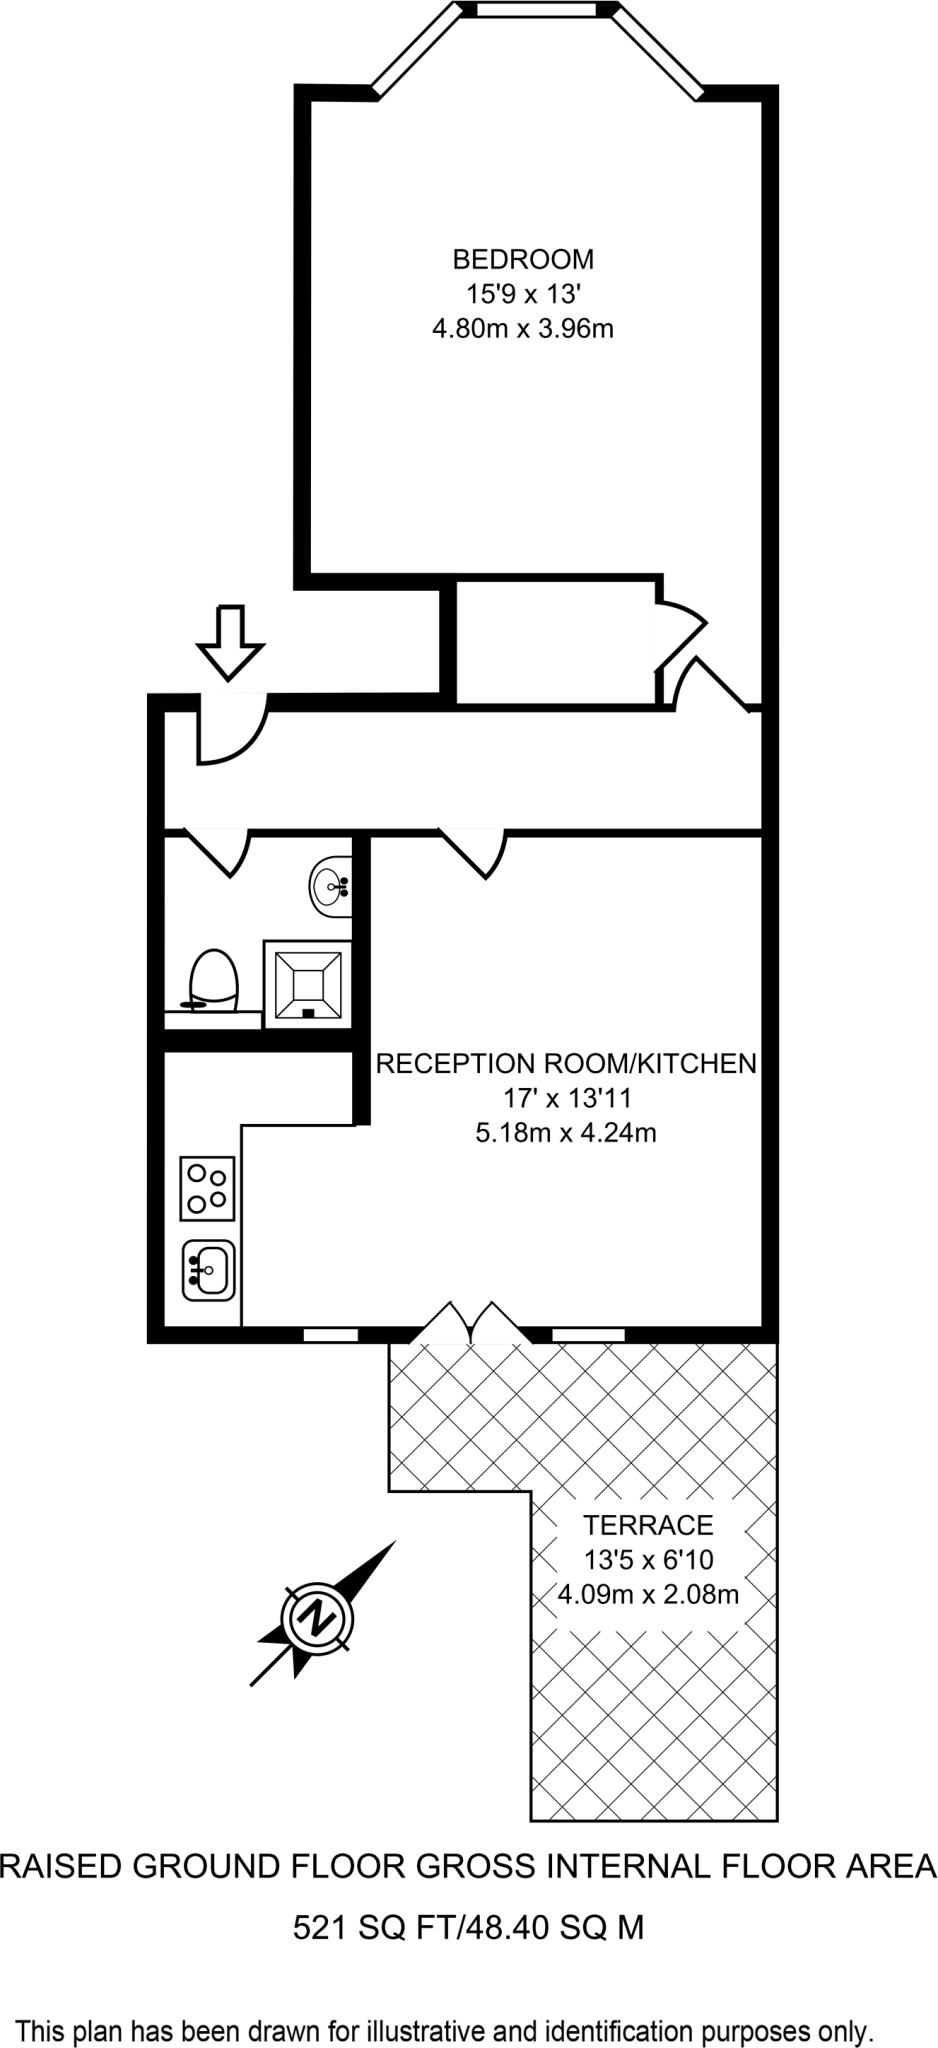 BEDROOM
15'9 x 13'
4.80m x 3.96m
RECEPTION ROOM/KITCHEN
17' x 13'11
5.18m x 4.24m
TERRACE
13'5 x 6'10
4.09m x 2.08m
N
RAISED GROUND FLOOR GROSS INTERNAL FLOOR AREA
521 SQ FT/48.40 SQ M
This plan has been drawn for illustrative and identification purposes only.